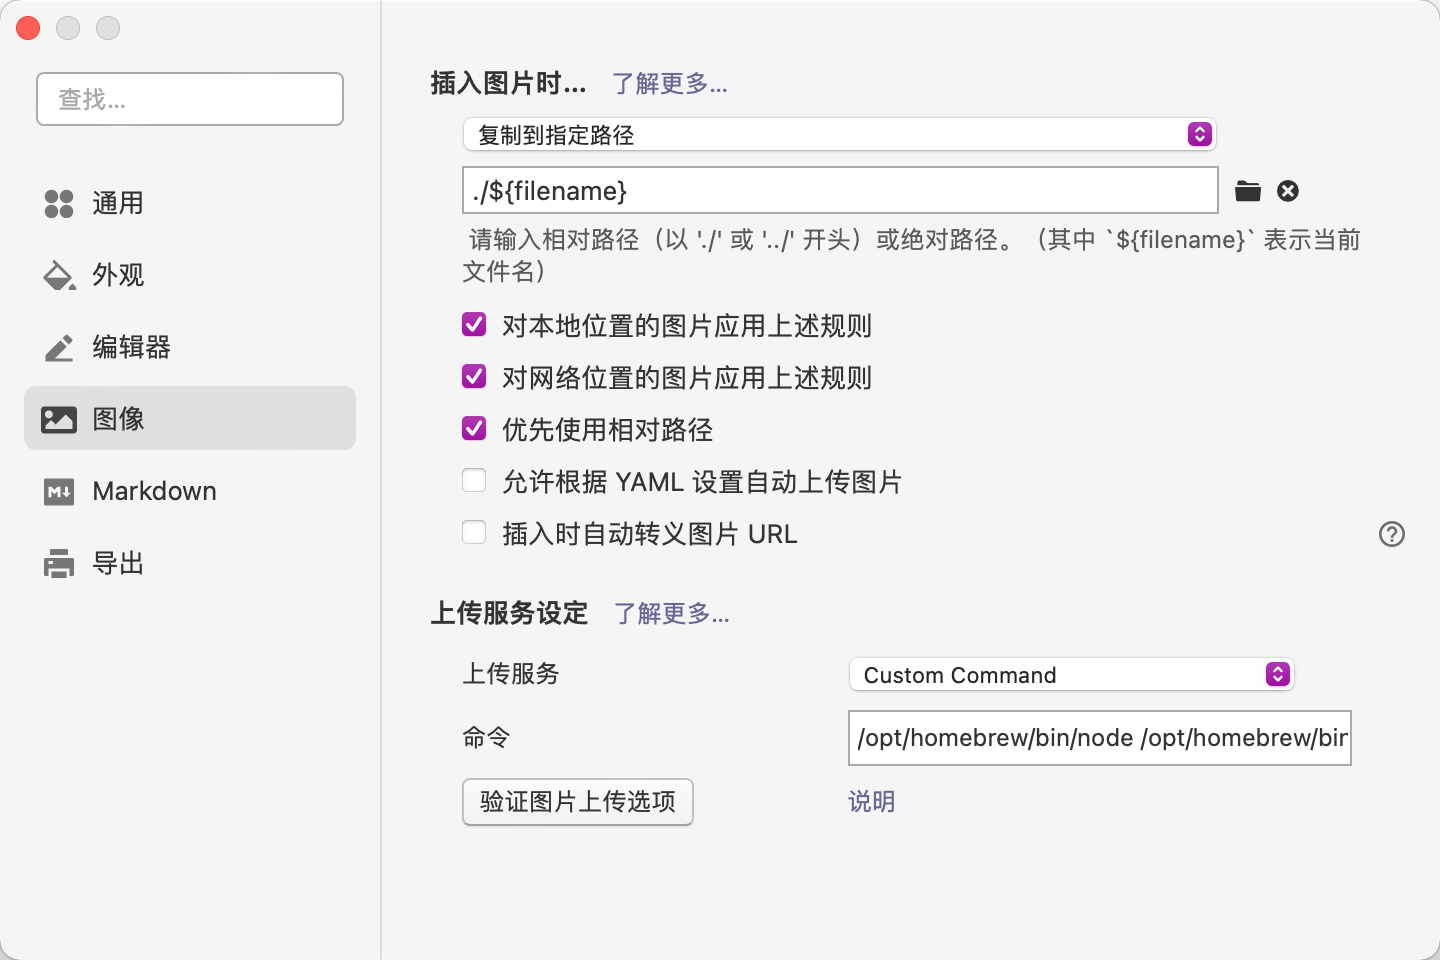 查找...
通用
外观
编辑器
图像
Markdown
导出
插入图片时... 了解更多...
复制到指定路径
./${filename}
请输入相对路径（以 './' 或 '../' 开头）或绝对路径。（其中 `${filename}` 表示当前
文件名）
对本地位置的图片应用上述规则
对网络位置的图片应用上述规则
优先使用相对路径
允许根据 YAML 设置自动上传图片
插入时自动转义图片 URL
上传服务设定 了解更多...
上传服务 Custom Command
命令 /opt/homebrew/bin/node /opt/homebrew/bin
验证图片上传选项 说明